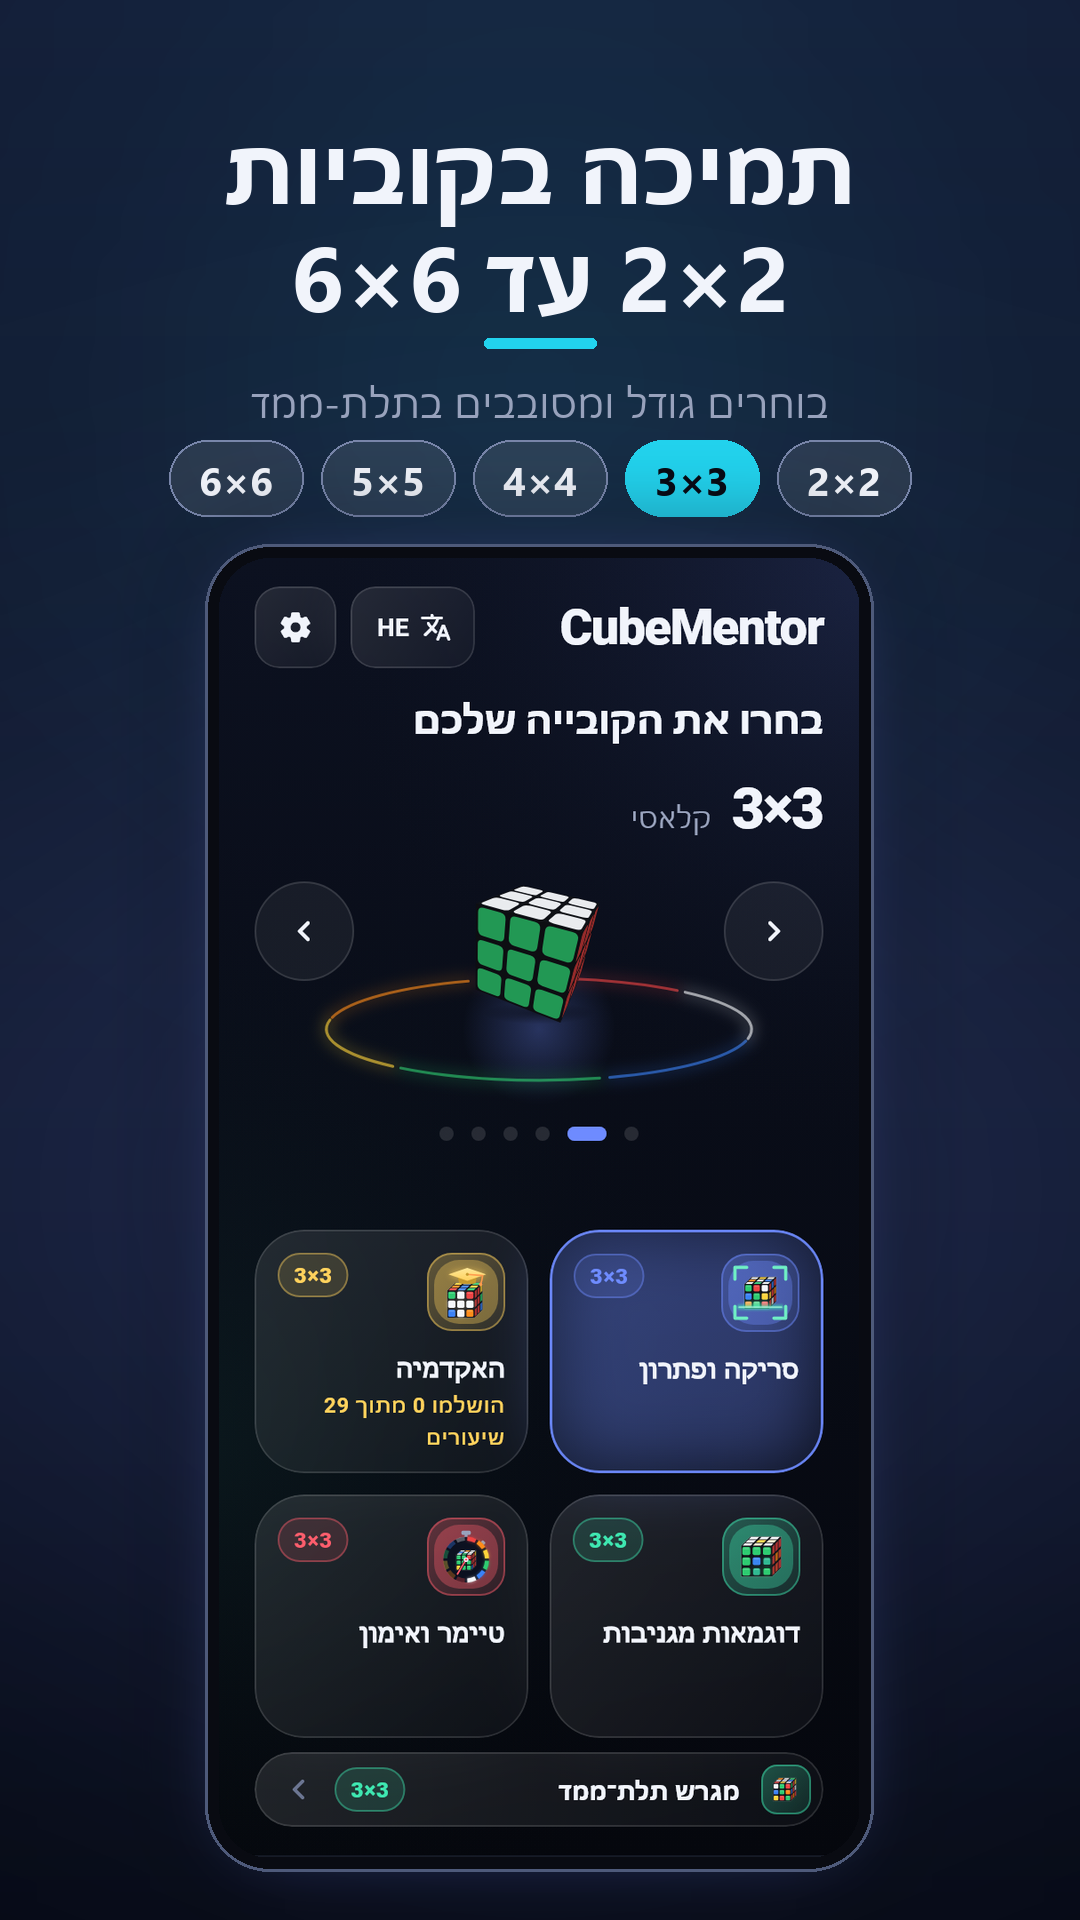 תמיכה בקוביות
2×2 עד 6×6
בוחרים גודל ומסובבים בתלת-ממד
2×2 3×3 4×4 5×5 6×6
CubeMentor HE
בחרו את הקובייה שלכם
3×3 קלאסי
3×3
סריקה ופתרון
3×3
האקדמיה
הושלמו 0 מתוך 29
שיעורים
3×3
דוגמאות מגניבות
3×3
טיימר ואימון
מגרש תלת־ממד 3×3